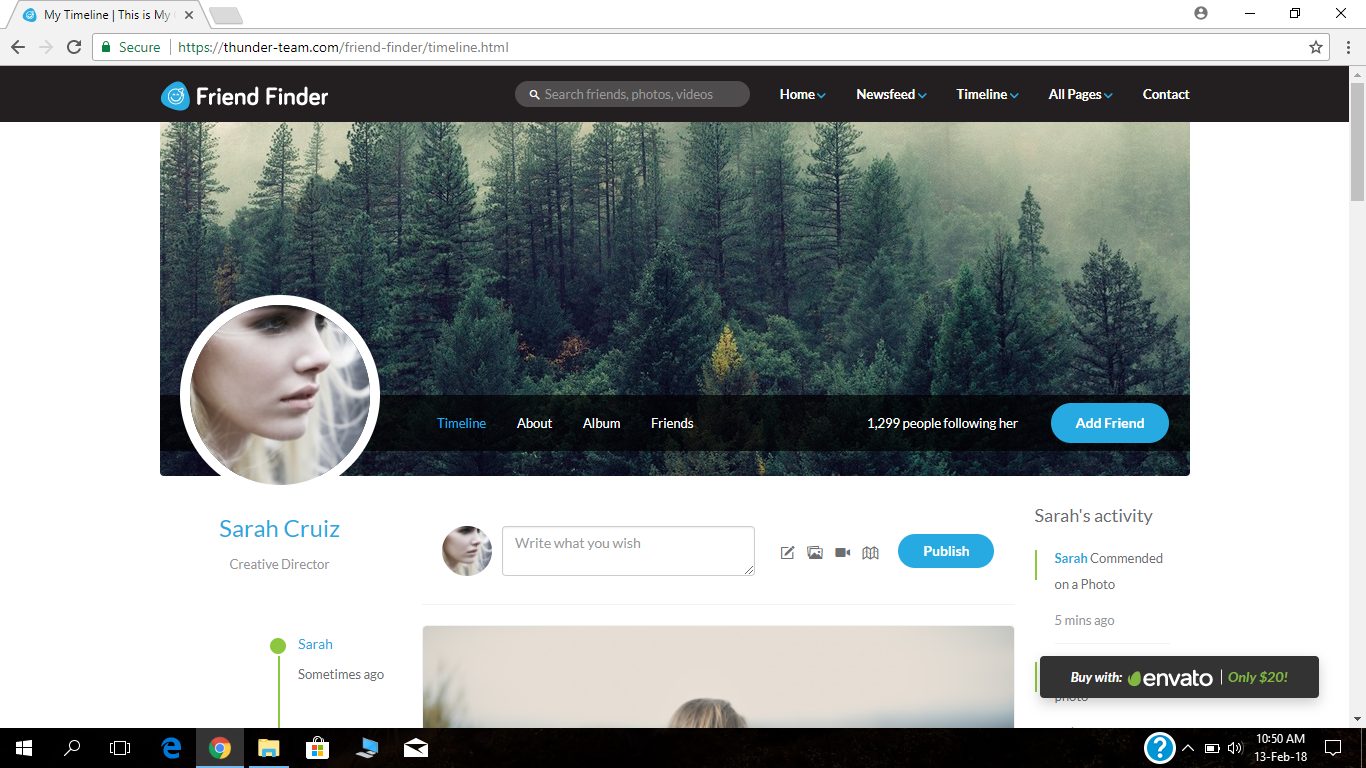 My Timeline | This is My
Secure
https://thunder-team.com/friend-finder/timeline.html
Friend Finder
Search friends, photos, videos
Home
Newsfeed
Timeline
All Pages
Contact
Timeline
About
Album
Friends
1,299 people following her
Add Friend
Sarah Cruiz
Creative Director
Write what you wish
Publish
Sarah's activity
Sarah Commended
on a Photo
5 mins ago
Sarah
Sometimes ago
Buy with: envato | Only $20!
photo
10:50 AM
13-Feb-18